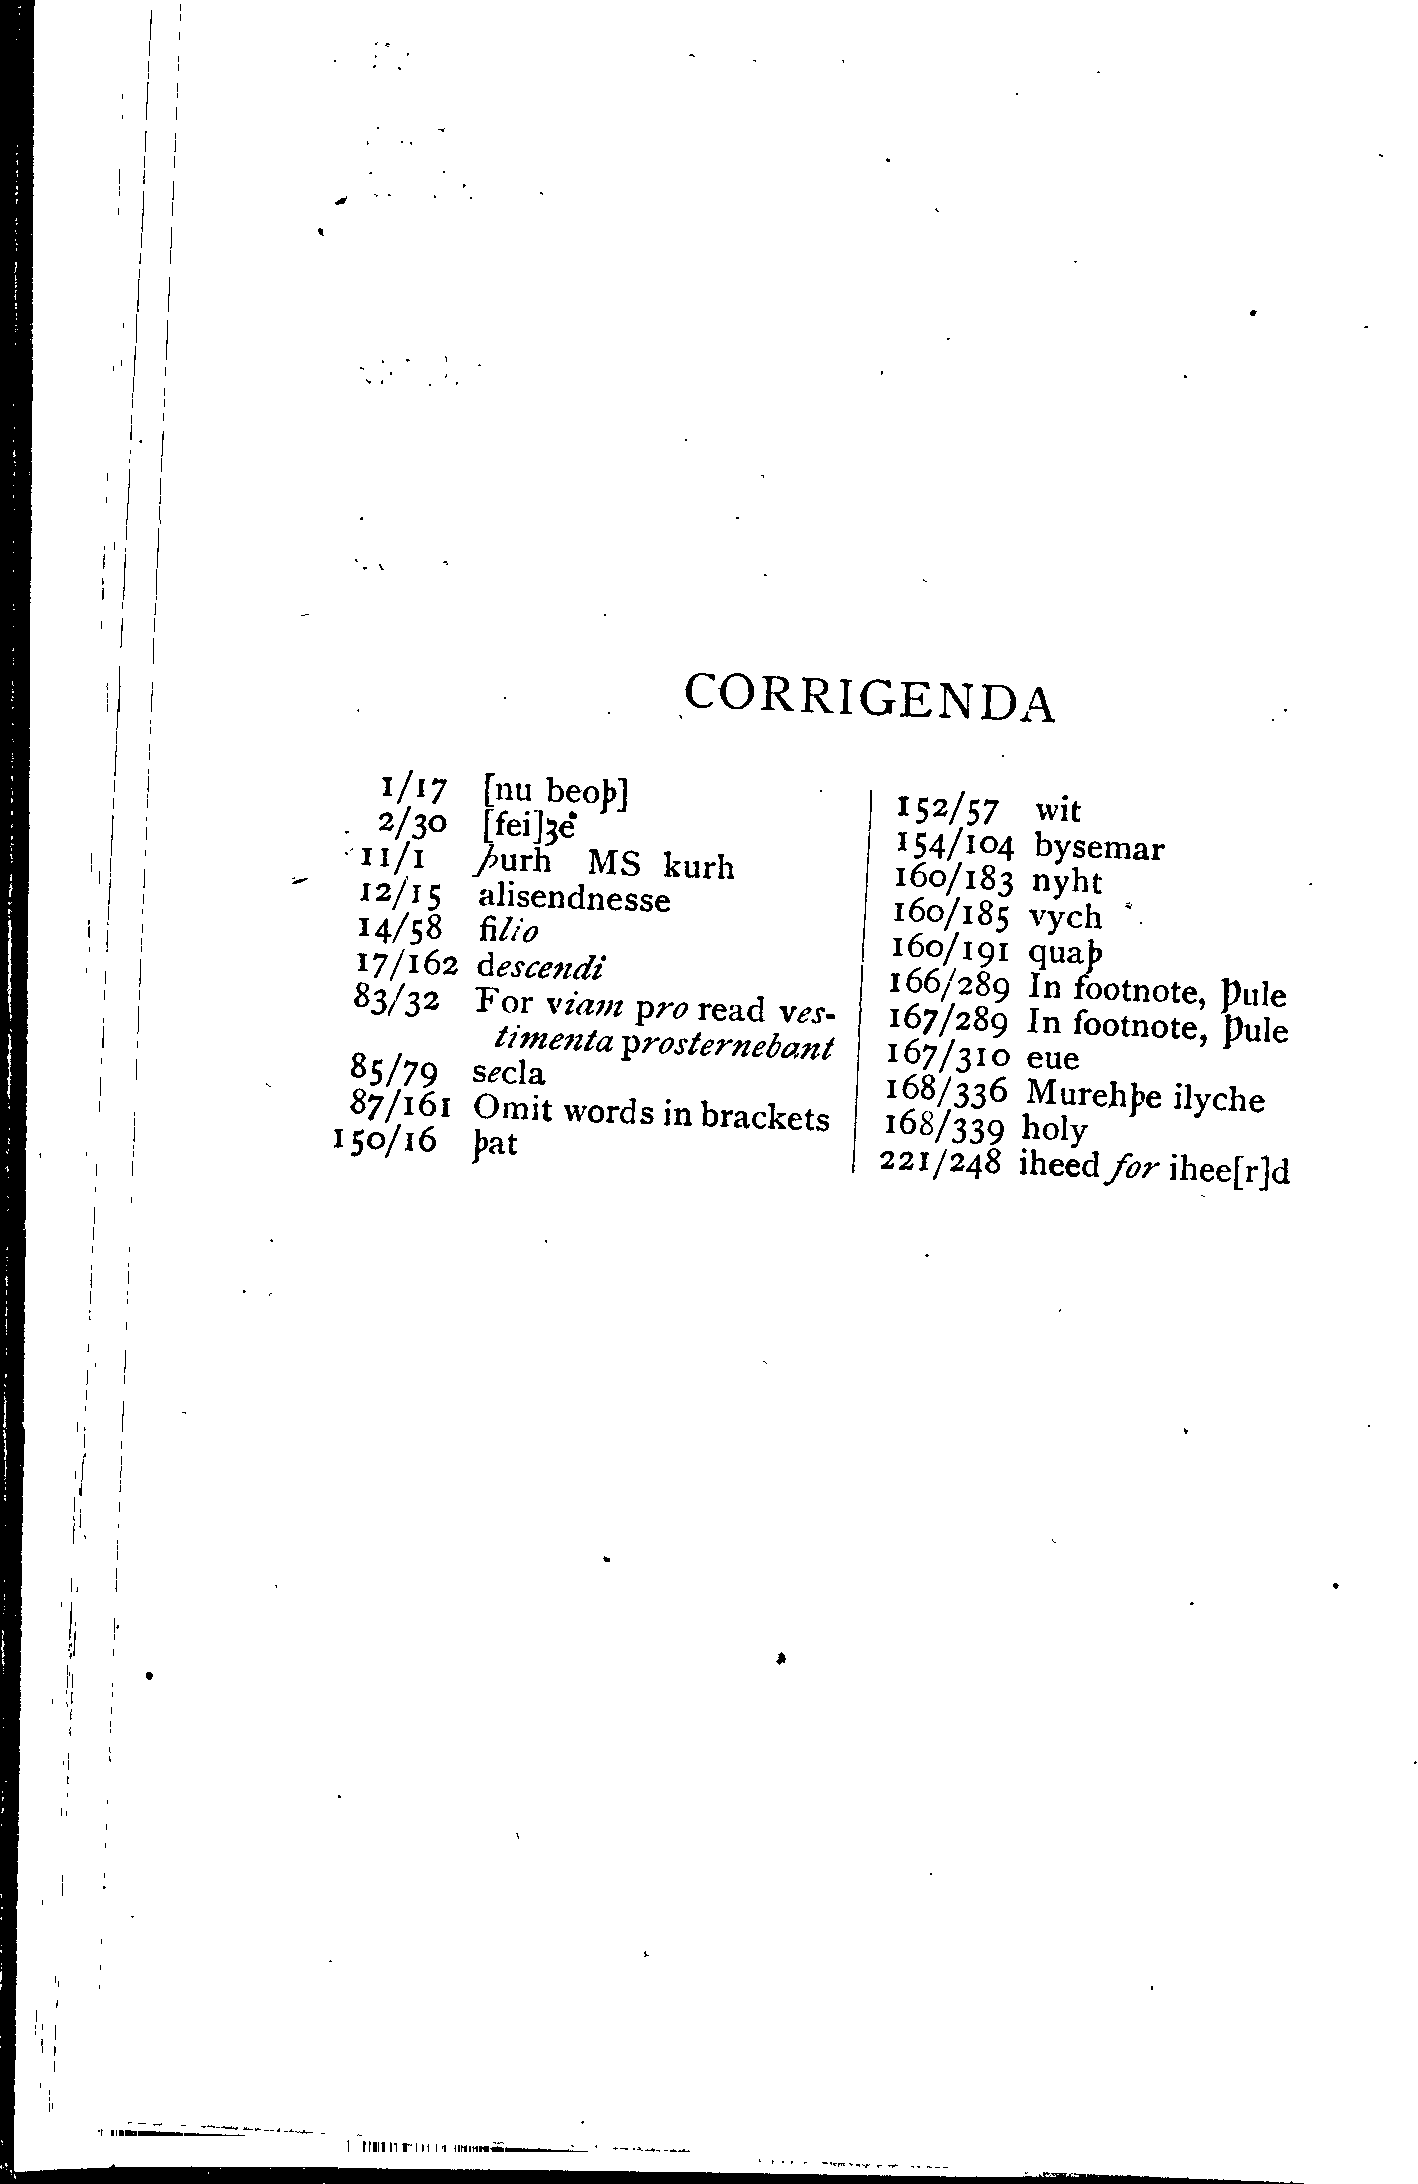 CORRIGENDA
1/17 [nu beoþ]
2/30 [fei]ȝe
11/1 þurh MS kurh
12/15 alisendnesse
14/58 filio
17/162 descendi
83/32 For viam pro read ves-
timenta prosternebant
85/79 secla
87/161 Omit words in brackets
150/16 þat
152/57 wit
154/104 bysemar
160/183 nyht
160/185 vych
160/191 quaþ
166/289 In footnote, Þule
167/289 In footnote, Þule
167/310 eue
168/336 Murehþe ilyche
168/339 holy
221/248 iheed for ihee[r]d